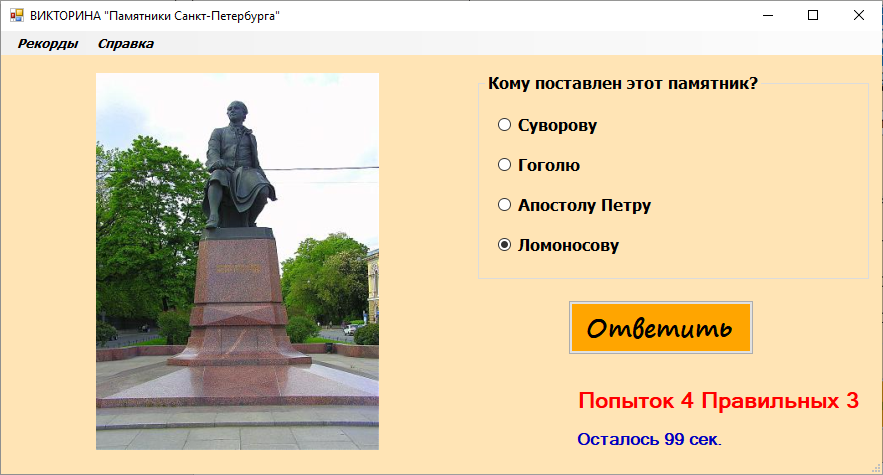 ВИКТОРИНА "Памятники Санкт-Петербурга"
Рекорды Справка
Кому поставлен этот памятник?
Суворову
Гоголю
Апостолу Петру
Ломоносову
Ответить
Попыток 4 Правильных 3
Осталось 99 сек.